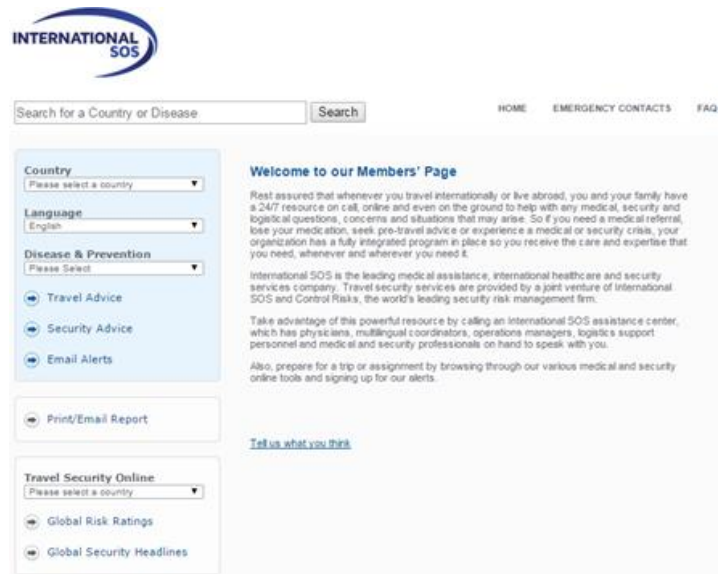 INTERNATIONAL
SOS
Search for a Country or Disease
Search
HOME EMERGENCY CONTACTS FAQ
Country
Please select a country
Language
English
Disease & Prevention
Please Select
Travel Advice
Security Advice
Email Alerts
Print/Email Report
Travel Security Online
Please select a country
Global Risk Ratings
Global Security Headlines
Welcome to our Members' Page
Rest assured that whenever you travel internationally or live abroad, you and your family have
a 24/7 resource on call, online and even on the ground to help with any medical, security and
logistical questions, concerns and situations that may arise. So if you need a medical referral,
lose your medication, seek pre-travel advice or experience a medical or security crisis, your
organization has a fully integrated program in place so you receive the care and expertise that
you need, whenever and wherever you need it.
International SOS is the leading medical assistance, international healthcare and security
services company. Travel security services are provided by a joint venture of International
SOS and Control Risks, the world's leading security risk management firm.
Take advantage of this powerful resource by calling an International SOS assistance center,
which has physicians, multilingual coordinators, operations managers, logistics support
personnel and medical and security professionals on hand to speak with you.
Also, prepare for a trip or assignment by browsing through our various medical and security
online tools and signing up for our alerts.
Tell us what you think